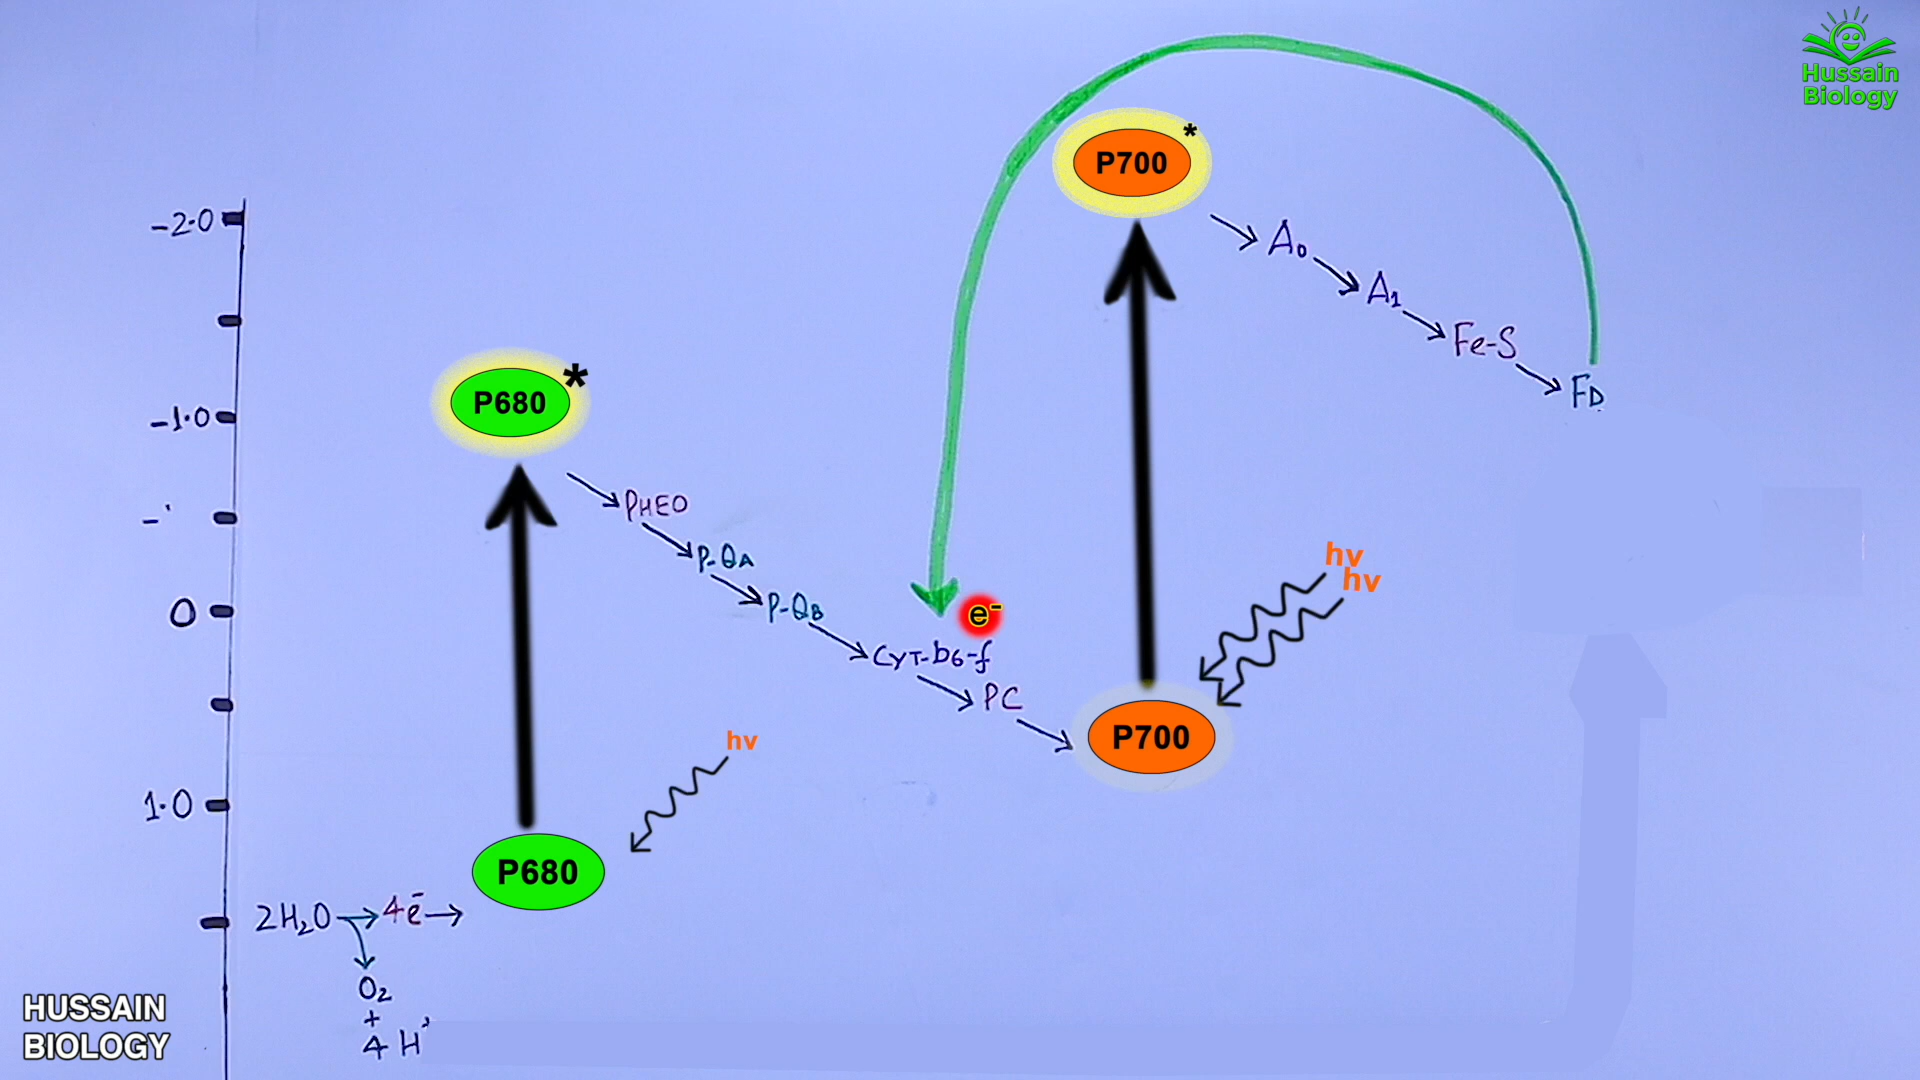 Hussain
Biology
P700 *
-2.0
A0
A1
Fe-S
P680 *
FD
-1.0
PHEO
P-QA
hv
hv
P-QB
0
e-
Cyt-b6-f
PC
P700
hv
1.0
P680
2H2O → 4e- →
O2
+
4 H+
HUSSAIN
BIOLOGY